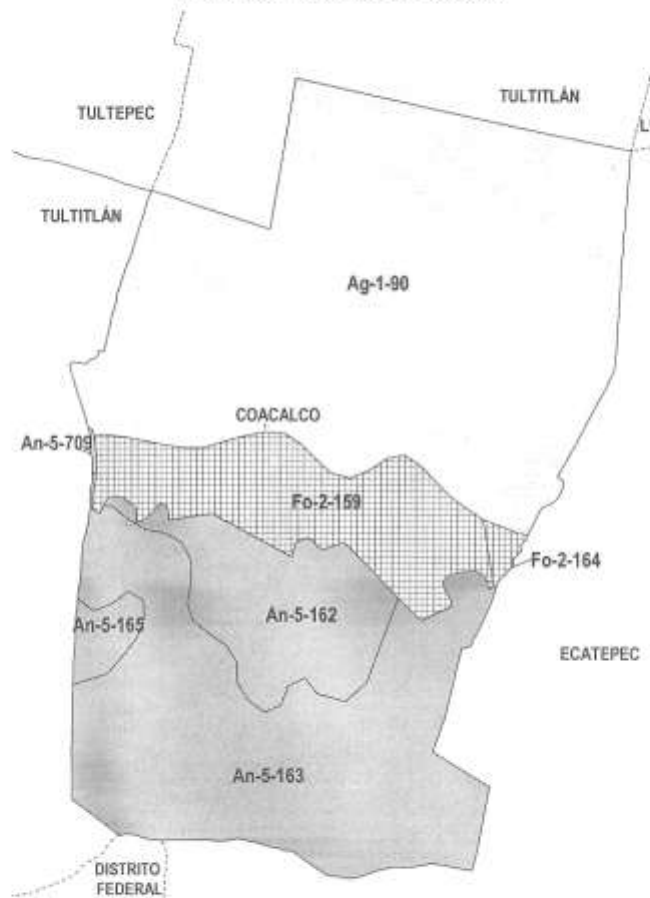 TULTITLÁN
TULTEPEC
TULTITLÁN
Ag-1-90
COACALCO
An-5-709
Fo-2-159
Fo-2-164
An-5-162
An-5-165
ECATEPEC
An-5-163
DISTRITO
FEDERAL